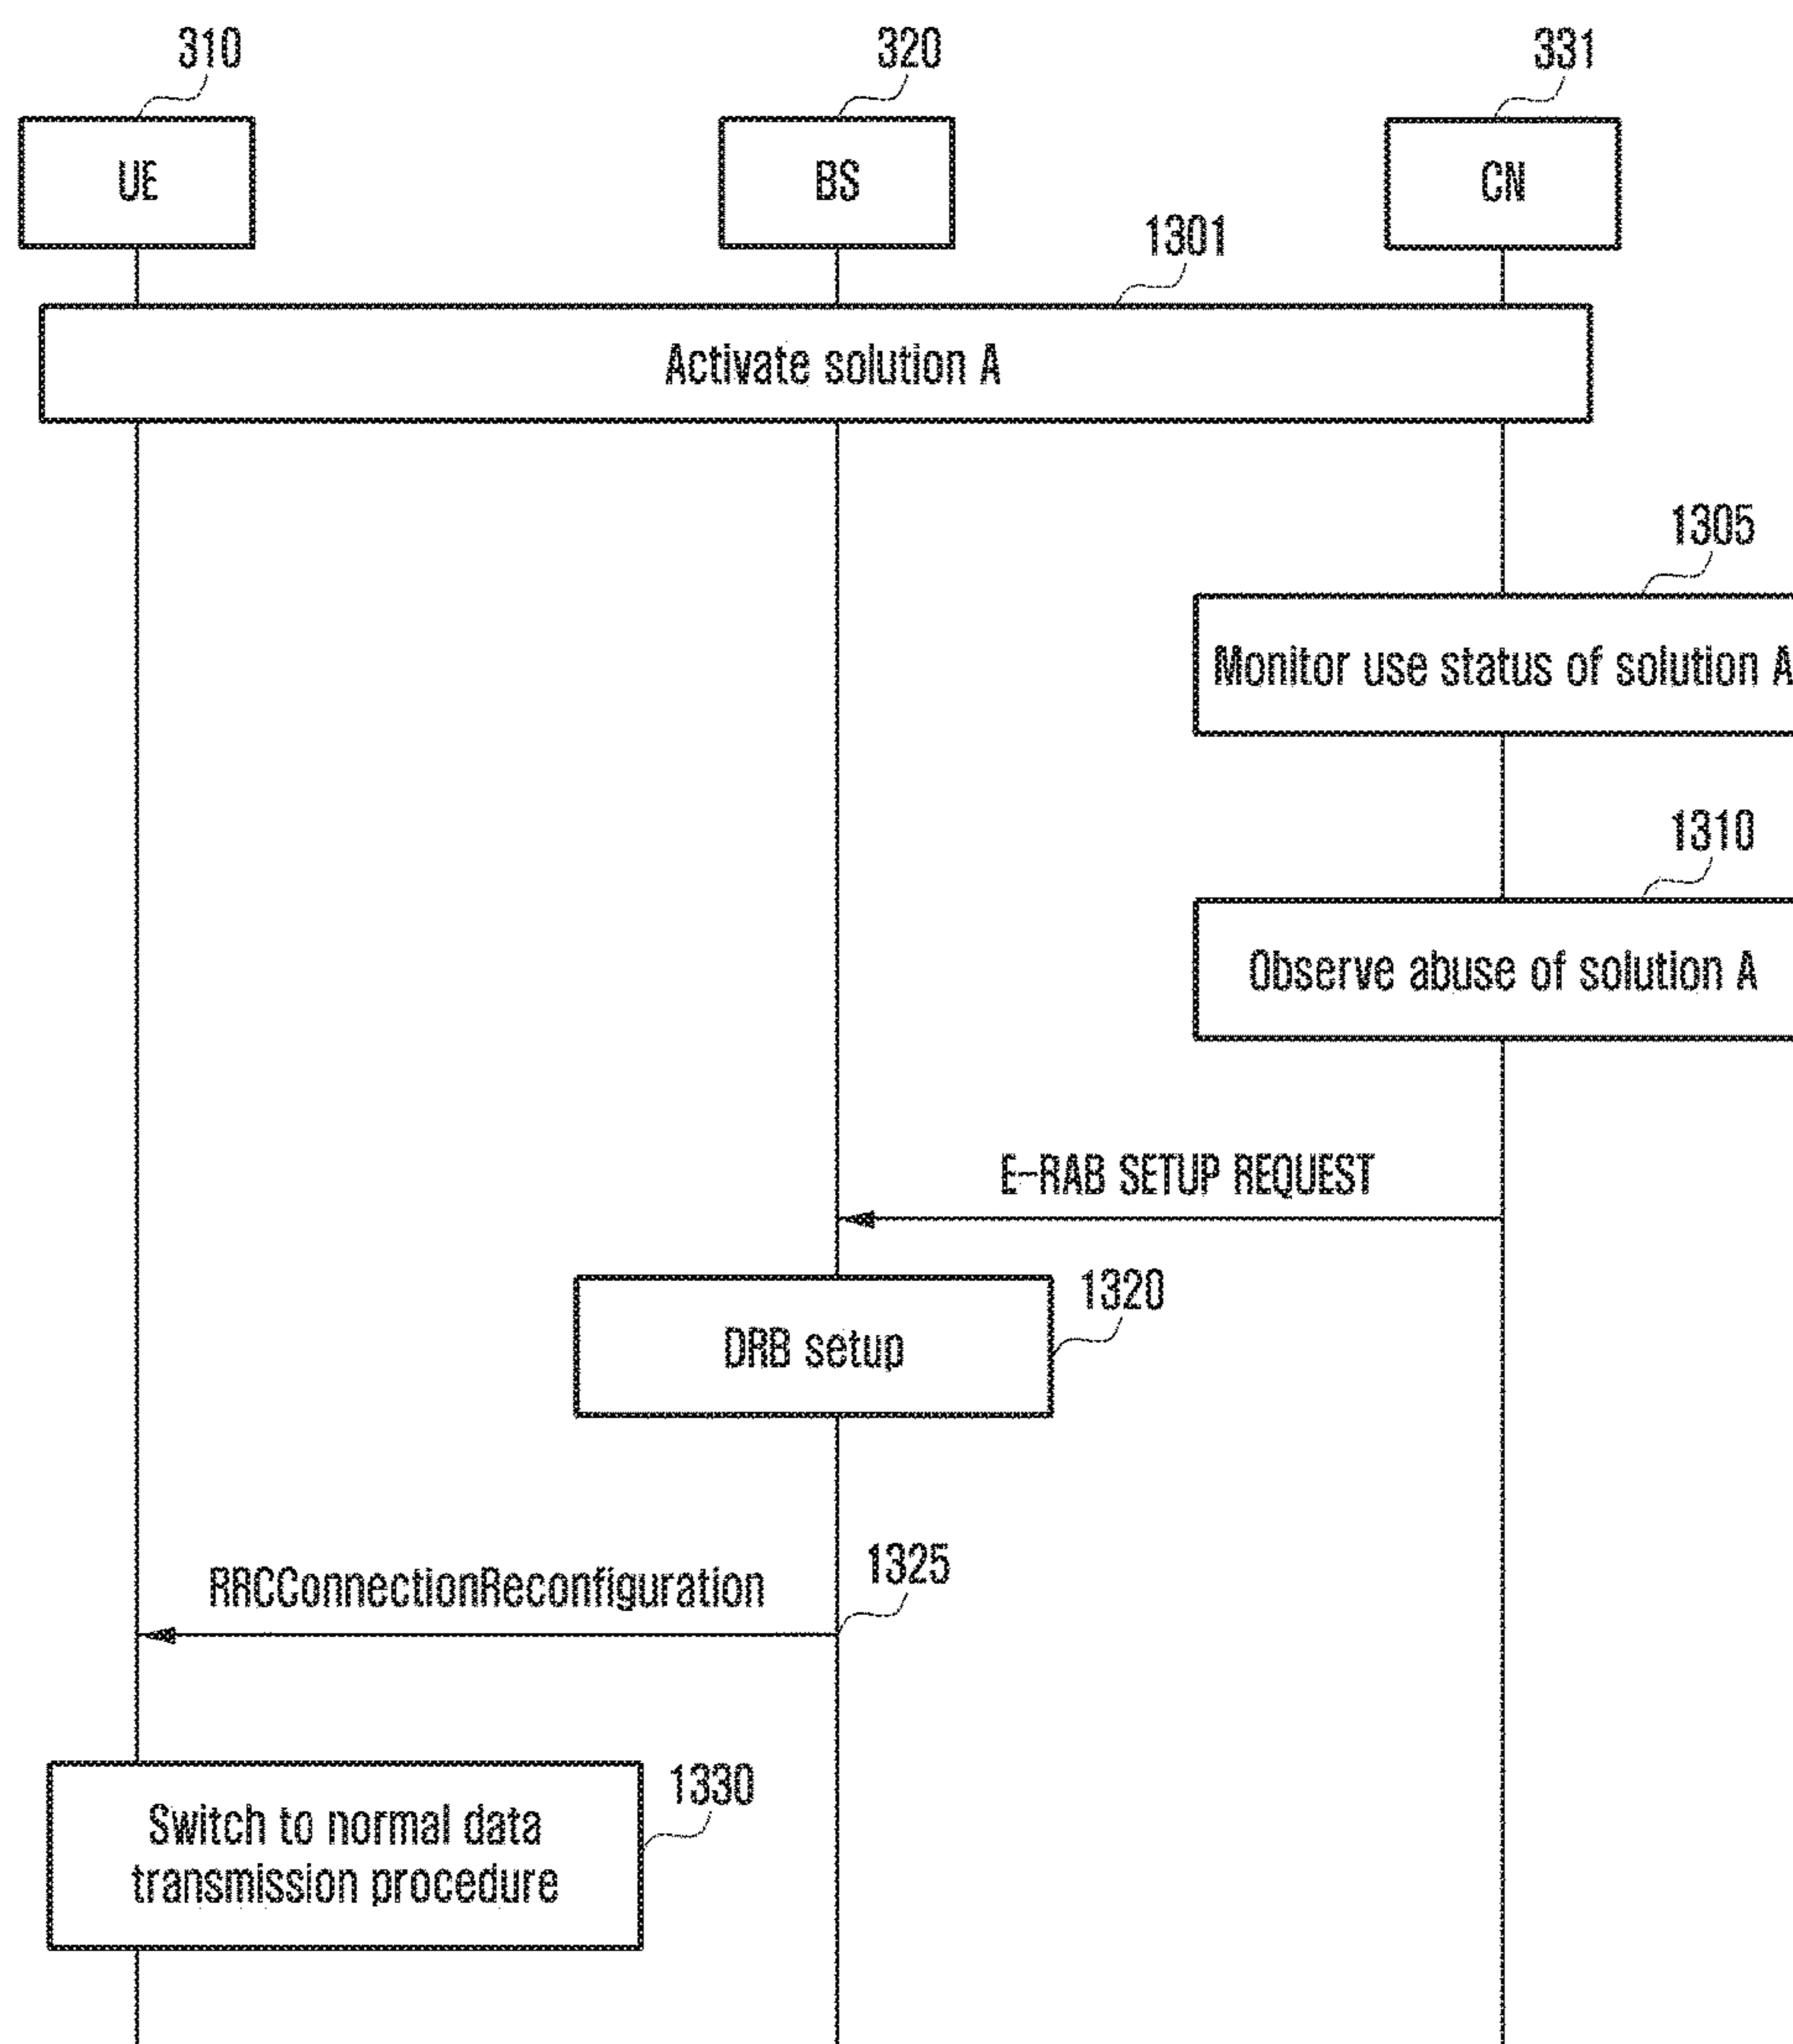 310
320
331
UE
BS
CN
1301
Activate solution A
1305
Monitor use status of solution A
1310
Observe abuse of solution A
E-RAB SETUP REQUEST
1320
DRB setup
1325
RRCConnectionReconfiguration
1330
Switch to normal data
transmission procedure